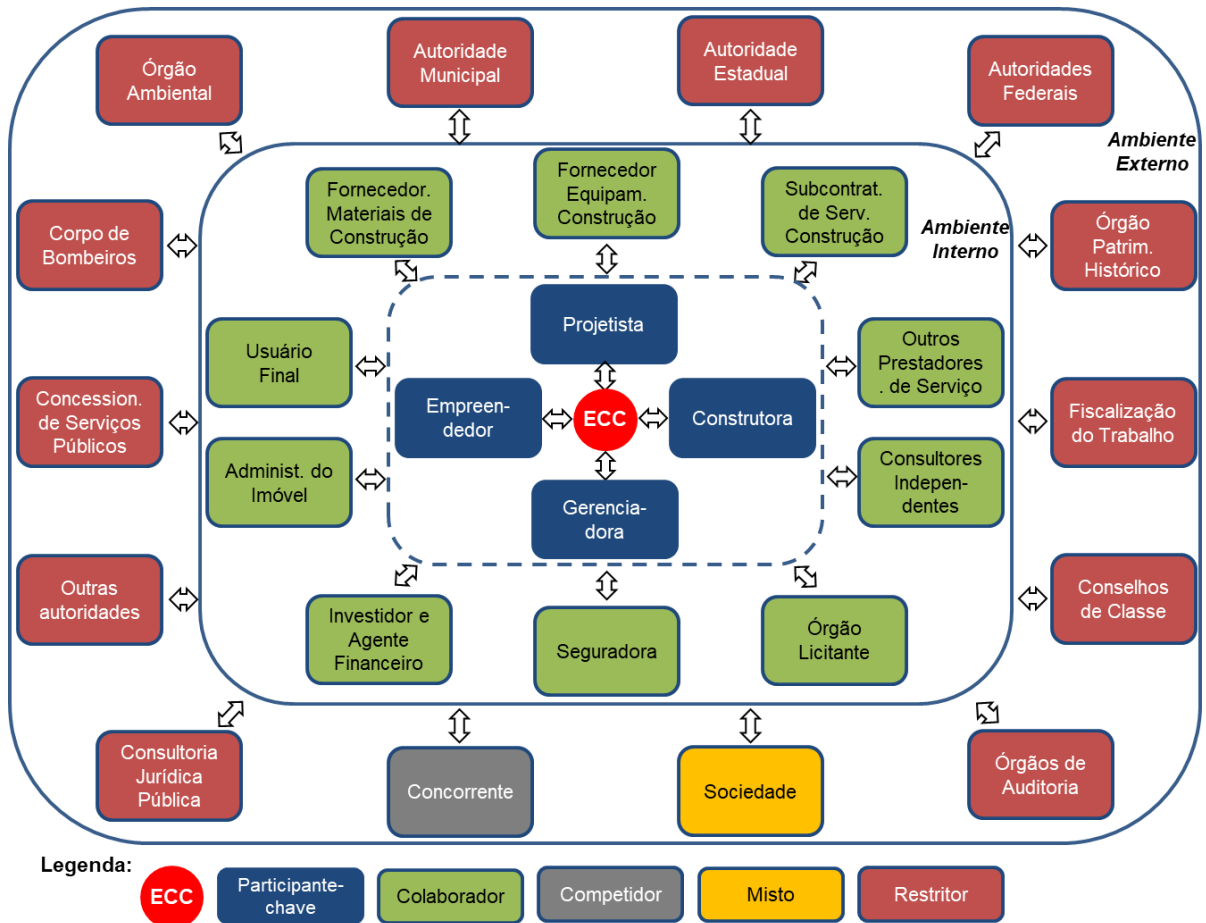 Órgão
Ambiental
Autoridade
Municipal
Autoridade
Estadual
Autoridades
Federais
Ambiente
Externo
Fornecedor.
Materiais de
Construção
Fornecedor
Equipam.
Construção
Subcontrat.
de Serv.
Construção
Ambiente
Interno
Corpo de
Bombeiros
Órgão
Patrim.
Histórico
Projetista
Usuário
Final
Outros
Prestadores
. de Serviço
Concession.
de Serviços
Públicos
Empreen-
dedor
ECC
Construtora
Fiscalização
do Trabalho
Administ. do
Imóvel
Consultores
Indepen-
dentes
Gerencia-
dora
Outras
autoridades
Conselhos
de Classe
Investidor e
Agente
Financeiro
Seguradora
Órgão
Licitante
Consultoria
Jurídica
Pública
Concorrente
Sociedade
Órgãos de
Auditoria
Legenda:
ECC
Participante-
chave
Colaborador
Competidor
Misto
Restritor